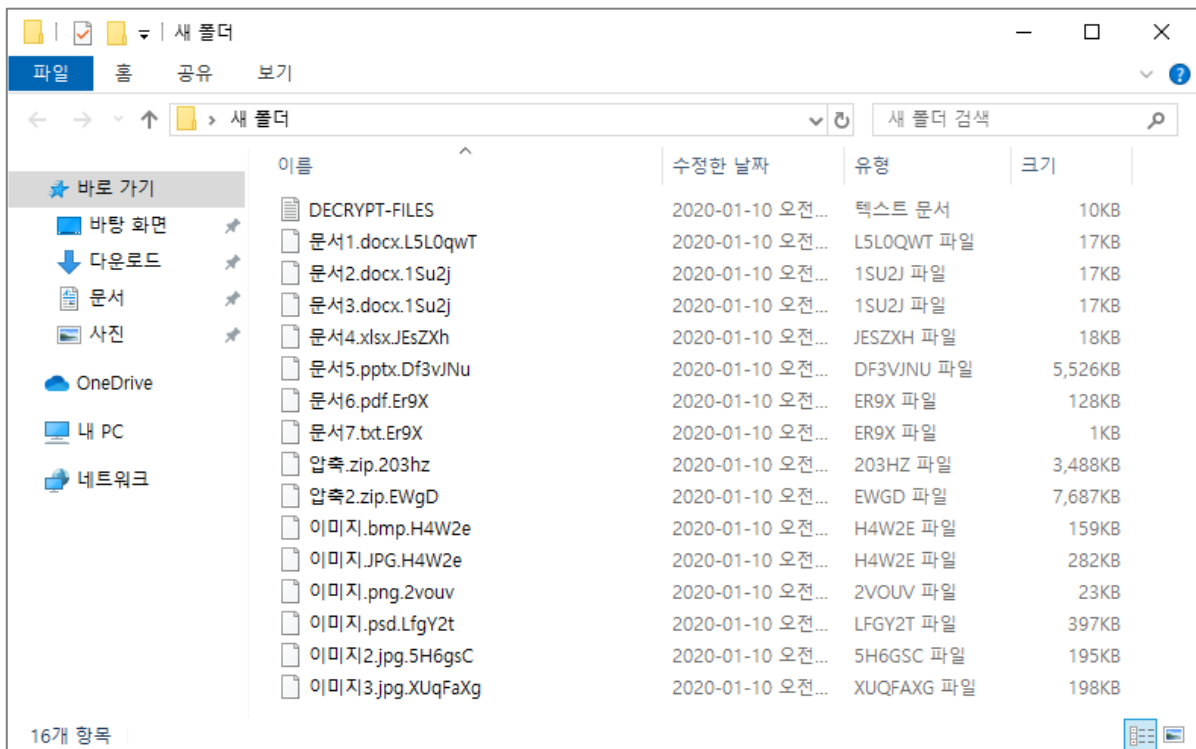 새 폴더
파일 홈 공유 보기
새 폴더 새 폴더 검색
이름 수정한 날짜 유형 크기
바로 가기
바탕 화면
다운로드
문서
사진
OneDrive
내 PC
네트워크
DECRYPT-FILES 2020-01-10 오전... 텍스트 문서 10KB
문서1.docx.L5L0qwT 2020-01-10 오전... L5L0QWT 파일 17KB
문서2.docx.1Su2j 2020-01-10 오전... 1SU2J 파일 17KB
문서3.docx.1Su2j 2020-01-10 오전... 1SU2J 파일 17KB
문서4.xlsx.JEsZXh 2020-01-10 오전... JESZXH 파일 18KB
문서5.pptx.Df3vJNu 2020-01-10 오전... DF3VJNU 파일 5,526KB
문서6.pdf.Er9X 2020-01-10 오전... ER9X 파일 128KB
문서7.txt.Er9X 2020-01-10 오전... ER9X 파일 1KB
압축.zip.203hz 2020-01-10 오전... 203HZ 파일 3,488KB
압축2.zip.EWgD 2020-01-10 오전... EWGD 파일 7,687KB
이미지.bmp.H4W2e 2020-01-10 오전... H4W2E 파일 159KB
이미지.JPG.H4W2e 2020-01-10 오전... H4W2E 파일 282KB
이미지.png.2vouv 2020-01-10 오전... 2VOUV 파일 23KB
이미지.psd.LfgY2t 2020-01-10 오전... LFGY2T 파일 397KB
이미지2.jpg.5H6gsC 2020-01-10 오전... 5H6GSC 파일 195KB
이미지3.jpg.XUqFaXg 2020-01-10 오전... XUQFAXG 파일 198KB
16개 항목